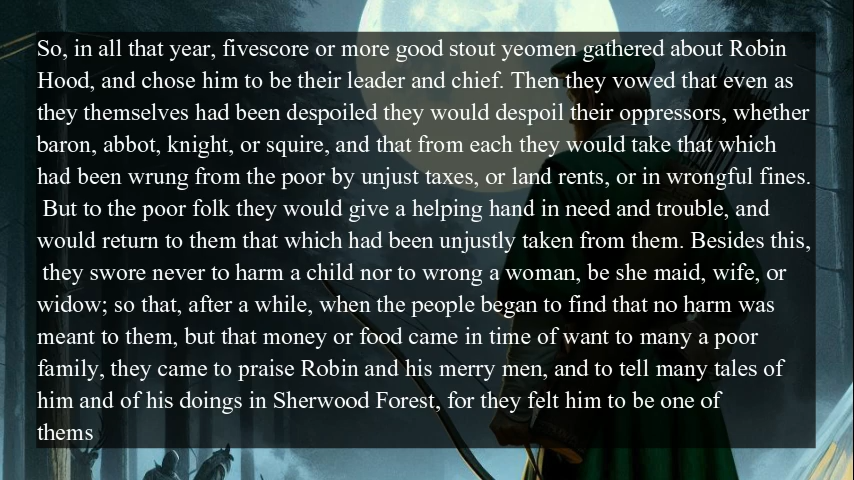 So, in all that year, fivescore or more good stout yeomen gathered about Robin
Hood, and chose him to be their leader and chief. Then they vowed that even as
they themselves had been despoiled they would despoil their oppressors, whether
baron, abbot, knight, or squire, and that from each they would take that which
had been wrung from the poor by unjust taxes, or land rents, or in wrongful fines.
But to the poor folk they would give a helping hand in need and trouble, and
would return to them that which had been unjustly taken from them. Besides this,
they swore never to harm a child nor to wrong a woman, be she maid, wife, or
widow; so that, after a while, when the people began to find that no harm was
meant to them, but that money or food came in time of want to many a poor
family, they came to praise Robin and his merry men, and to tell many tales of
him and of his doings in Sherwood Forest, for they felt him to be one of
thems